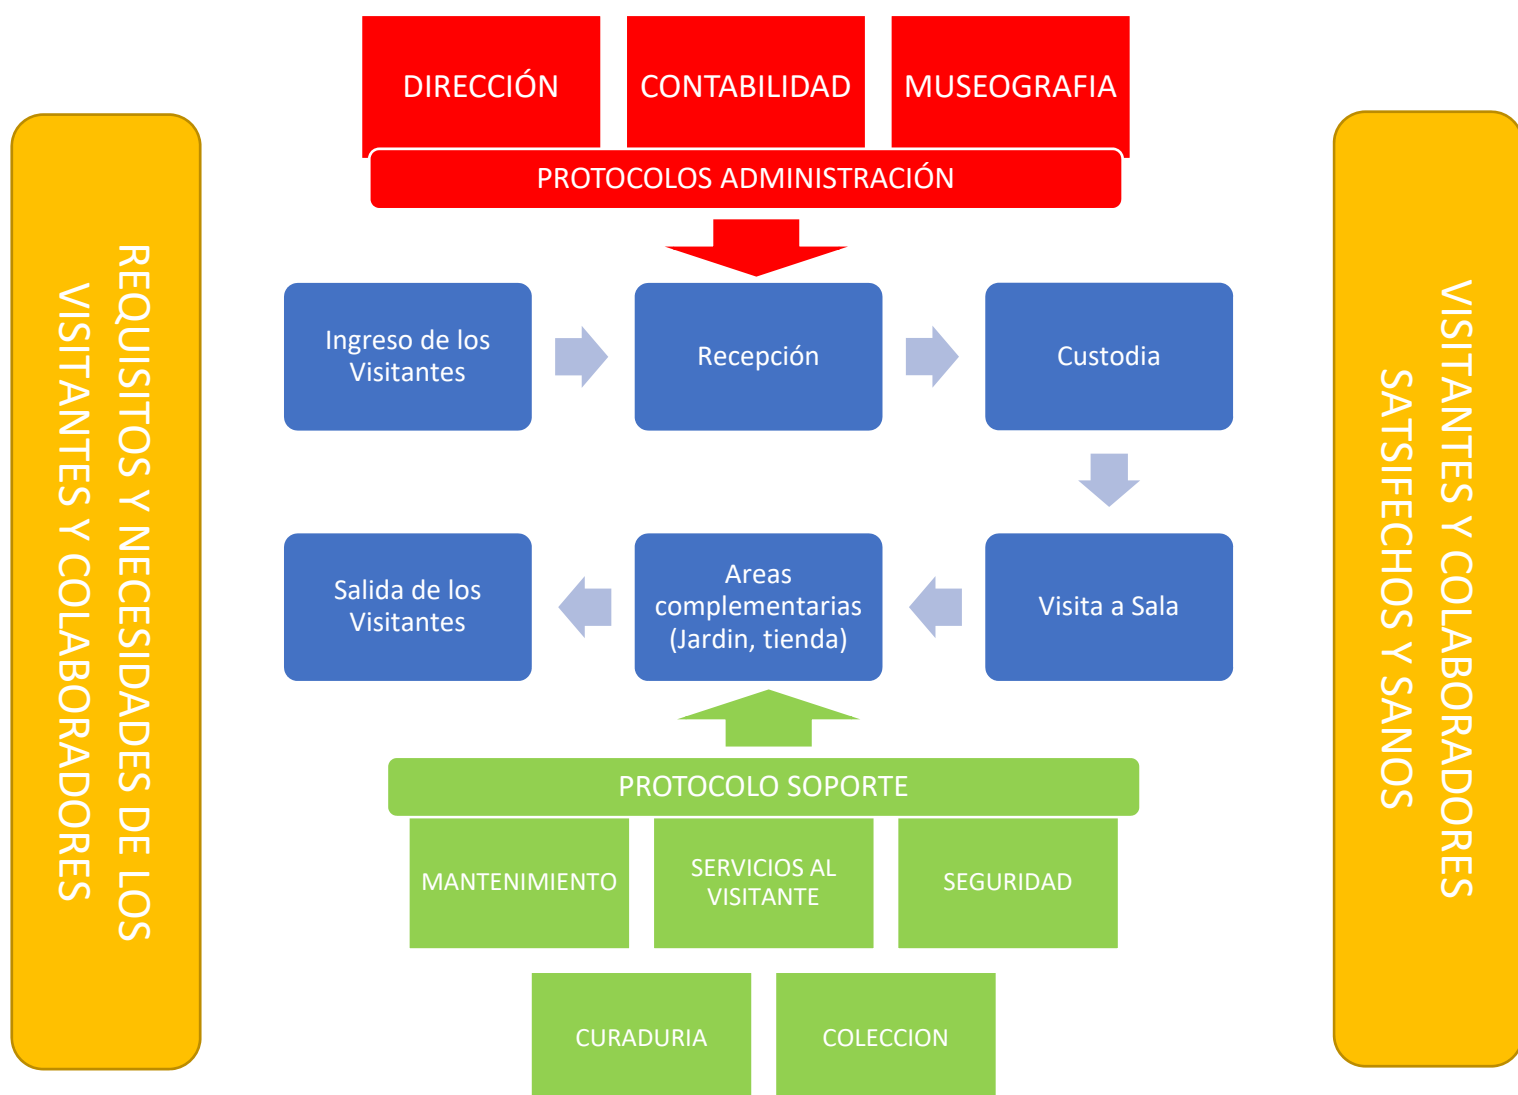 DIRECCIÓN
CONTABILIDAD
MUSEOGRAFIA
PROTOCOLOS ADMINISTRACIÓN
REQUISITOS Y NECESIDADES DE LOS
VISITANTES Y COLABORADORES
Ingreso de los
Visitantes
Recepción
Custodia
Visita a Sala
Areas
complementarias
(Jardin, tienda)
Salida de los
Visitantes
PROTOCOLO SOPORTE
MANTENIMIENTO
SERVICIOS AL
VISITANTE
SEGURIDAD
CURADURIA
COLECCION
VISITANTES Y COLABORADORES
SATSIFECHOS Y SANOS